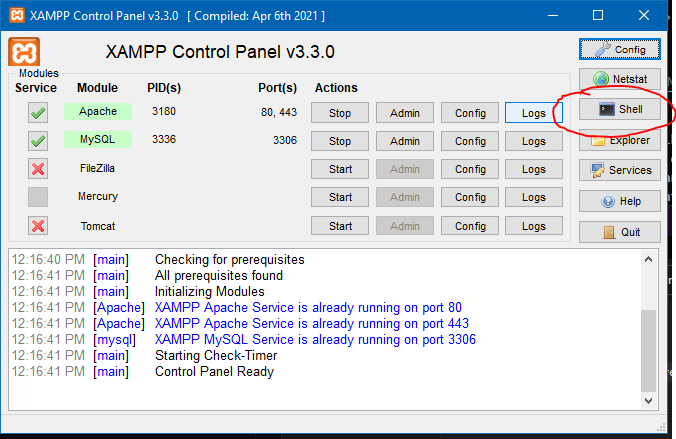 XAMPP Control Panel v3.3.0 [ Compiled: Apr 6th 2021 ]
XAMPP Control Panel v3.3.0
Config
Modules
Service Module PID(s) Port(s) Actions
Netstat
Apache 3180 80, 443 Stop Admin Config Logs
Shell
MySQL 3336 3306 Stop Admin Config Logs
Explorer
FileZilla Start Admin Config Logs
Services
Mercury Start Admin Config Logs
Help
Tomcat Start Admin Config Logs
Quit
12:16:40 PM [main] Checking for prerequisites
12:16:41 PM [main] All prerequisites found
12:16:41 PM [main] Initializing Modules
12:16:41 PM [Apache] XAMPP Apache Service is already running on port 80
12:16:41 PM [Apache] XAMPP Apache Service is already running on port 443
12:16:41 PM [mysql] XAMPP MySQL Service is already running on port 3306
12:16:41 PM [main] Starting Check-Timer
12:16:41 PM [main] Control Panel Ready